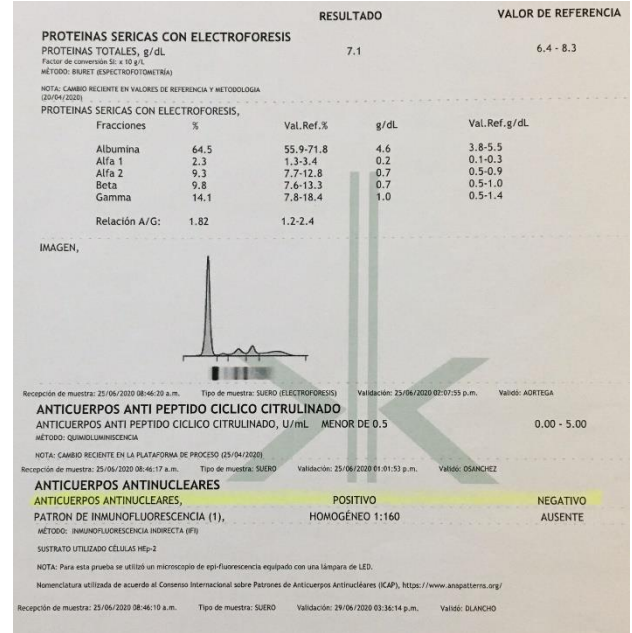 RESULTADO VALOR DE REFERENCIA
PROTEINAS SERICAS CON ELECTROFORESIS
PROTEINAS TOTALES, g/dL 7.1 6.4 - 8.3
Factor de conversión SI: x 10 g/L
MÉTODO: BIURET (ESPECTROFOTOMETRÍA)
NOTA: CAMBIO RECIENTE EN VALORES DE REFERENCIA Y METODOLOGIA
(20/04/2020)
PROTEINAS SERICAS CON ELECTROFORESIS,
Fracciones % Val.Ref.% g/dL Val.Ref.g/dL
Albumina 64.5 55.9-71.8 4.6 3.8-5.5
Alfa 1 2.3 1.3-3.4 0.2 0.1-0.3
Alfa 2 9.3 7.7-12.8 0.7 0.5-0.9
Beta 9.8 7.6-13.3 0.7 0.5-1.0
Gamma 14.1 7.8-18.4 1.0 0.5-1.4
Relación A/G: 1.82 1.2-2.4
IMAGEN,
Recepción de muestra: 25/06/2020 08:46:20 a.m. Tipo de muestra: SUERO (ELECTROFORESIS) Validación: 25/06/2020 02:07:55 p.m. Validó: AORTEGA
ANTICUERPOS ANTI PEPTIDO CICLICO CITRULINADO
ANTICUERPOS ANTI PEPTIDO CICLICO CITRULINADO, U/mL MENOR DE 0.5 0.00 - 5.00
MÉTODO: QUIMIOLUMINISCENCIA
NOTA: CAMBIO RECIENTE EN LA PLATAFORMA DE PROCESO (25/04/2020)
Recepción de muestra: 25/06/2020 08:46:17 a.m. Tipo de muestra: SUERO Validación: 25/06/2020 01:01:53 p.m. Validó: OSANCHEZ
ANTICUERPOS ANTINUCLEARES
ANTICUERPOS ANTINUCLEARES, POSITIVO NEGATIVO
PATRON DE INMUNOFLUORESCENCIA (1), HOMOGÉNEO 1:160 AUSENTE
MÉTODO: INMUNOFLUORESCENCIA INDIRECTA (IFI)
SUSTRATO UTILIZADO CÉLULAS HEp-2
NOTA: Para esta prueba se utilizó un microscopio de epi-fluorescencia equipado con una lámpara de LED.
Nomenclatura utilizada de acuerdo al Consenso Internacional sobre Patrones de Anticuerpos Antinucléares (ICAP), https://www.anapatterns.org/
Recepción de muestra: 25/06/2020 08:46:10 a.m. Tipo de muestra: SUERO Validación: 29/06/2020 03:36:14 p.m. Validó: DLANCHO